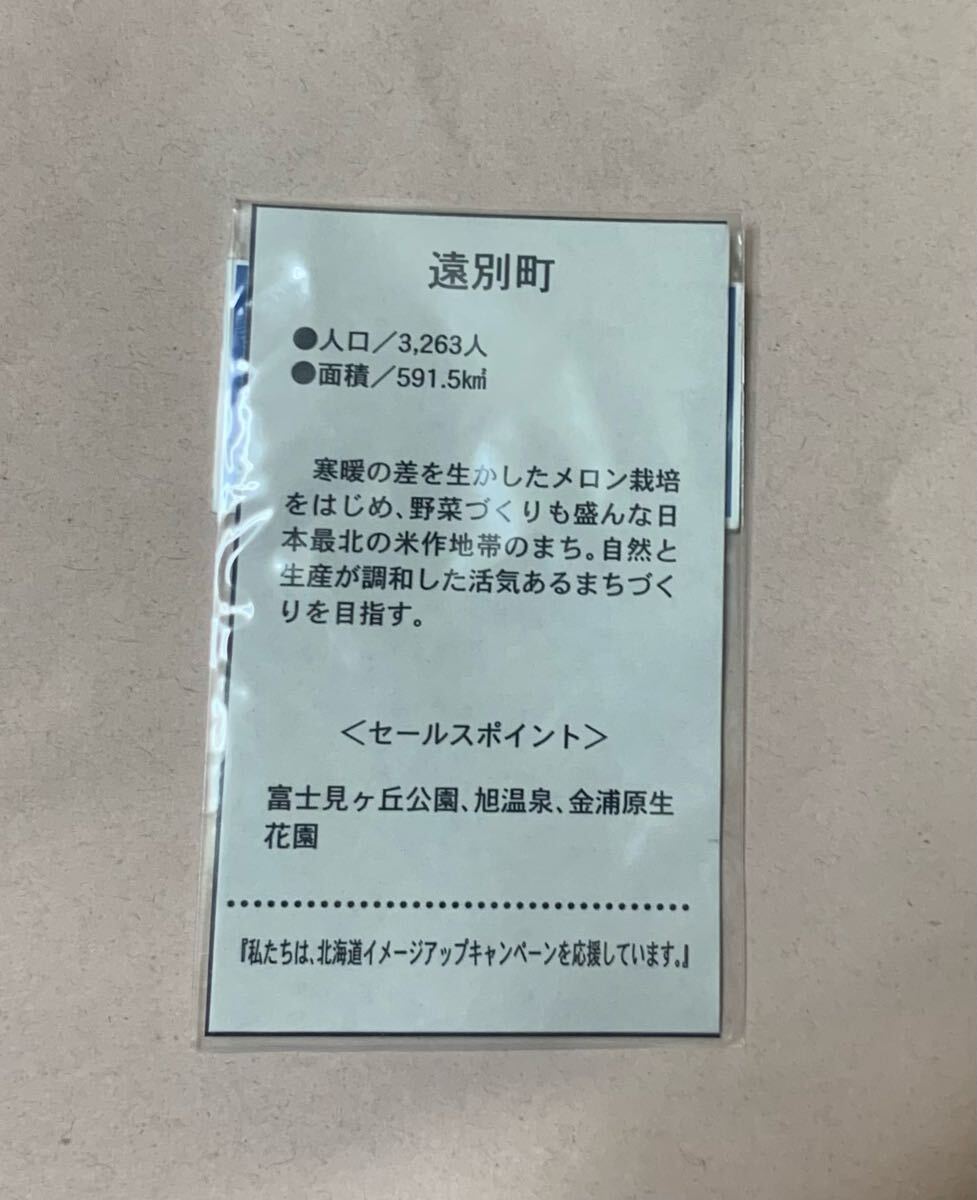 遠別町
●人口／3,263人
●面積／591.5k㎡
寒暖の差を生かしたメロン栽培
をはじめ、野菜づくりも盛んな日
本最北の米作地帯のまち。自然と
生産が調和した活気あるまちづく
りを目指す。
＜セールスポイント＞
富士見ヶ丘公園、旭温泉、金浦原生
花園
『私たちは、北海道イメージアップキャンペーンを応援しています。』